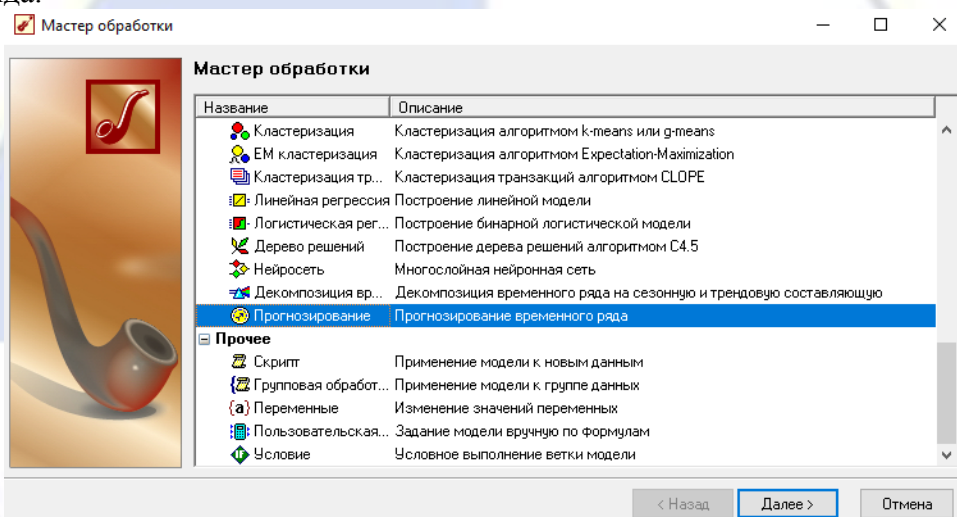 Мастер обработки
Мастер обработки
Название Описание
Кластеризация Кластеризация алгоритмом k-means или g-means
EM кластеризация Кластеризация алгоритмом Expectation-Maximization
Кластеризация тр... Кластеризация транзакций алгоритмом CLOPE
Линейная регрессия Построение линейной модели
Логистическая рег... Построение бинарной логистической модели
Дерево решений Построение дерева решений алгоритмом C4.5
Нейросеть Многослойная нейронная сеть
Декомпозиция вр... Декомпозиция временного ряда на сезонную и трендовую составляющую
Прогнозирование Прогнозирование временного ряда
Прочее
Скрипт Применение модели к новым данным
Групповая обработ... Применение модели к группе данных
{a} Переменные Изменение значений переменных
Пользовательская... Задание модели вручную по формулам
IF Условие Условное выполнение ветки модели
< Назад Далее > Отмена